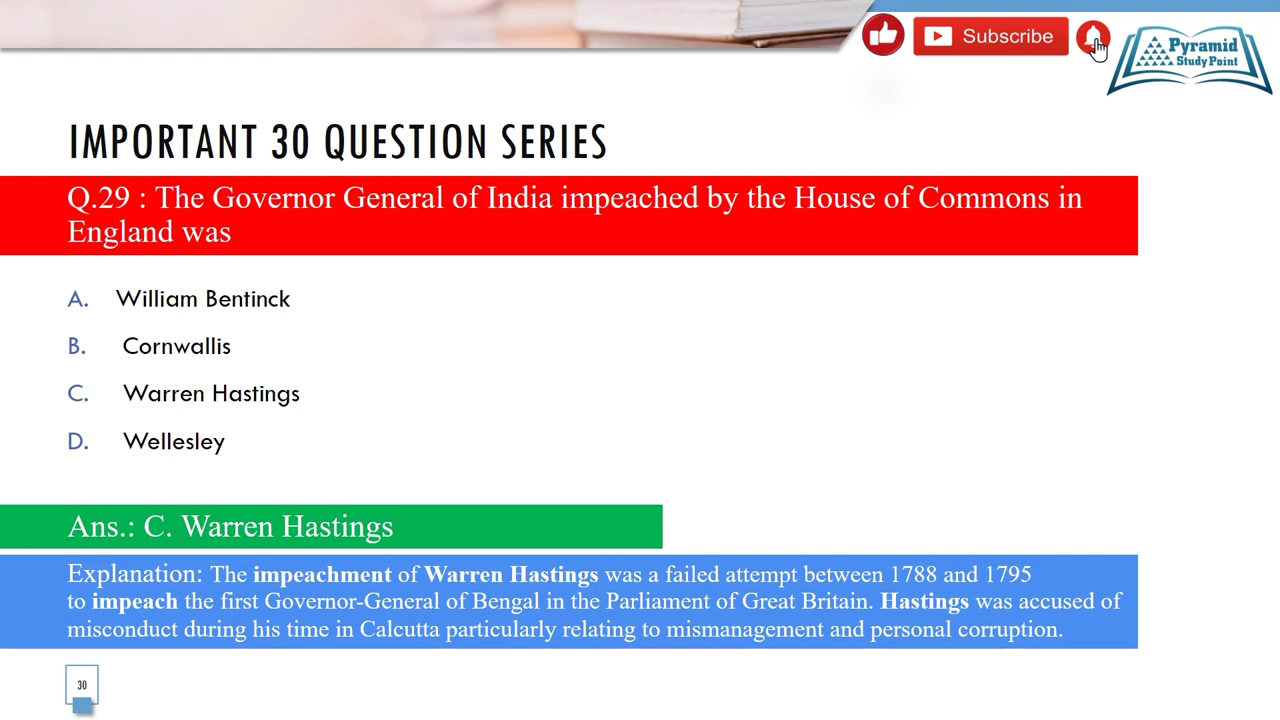 Subscribe
Pyramid
Study Point
IMPORTANT 30 QUESTION SERIES
Q.29 : The Governor General of India impeached by the House of Commons in
England was
A. William Bentinck
B. Cornwallis
C. Warren Hastings
D. Wellesley
Ans.: C. Warren Hastings
Explanation: The impeachment of Warren Hastings was a failed attempt between 1788 and 1795
to impeach the first Governor-General of Bengal in the Parliament of Great Britain. Hastings was accused of
misconduct during his time in Calcutta particularly relating to mismanagement and personal corruption.
30